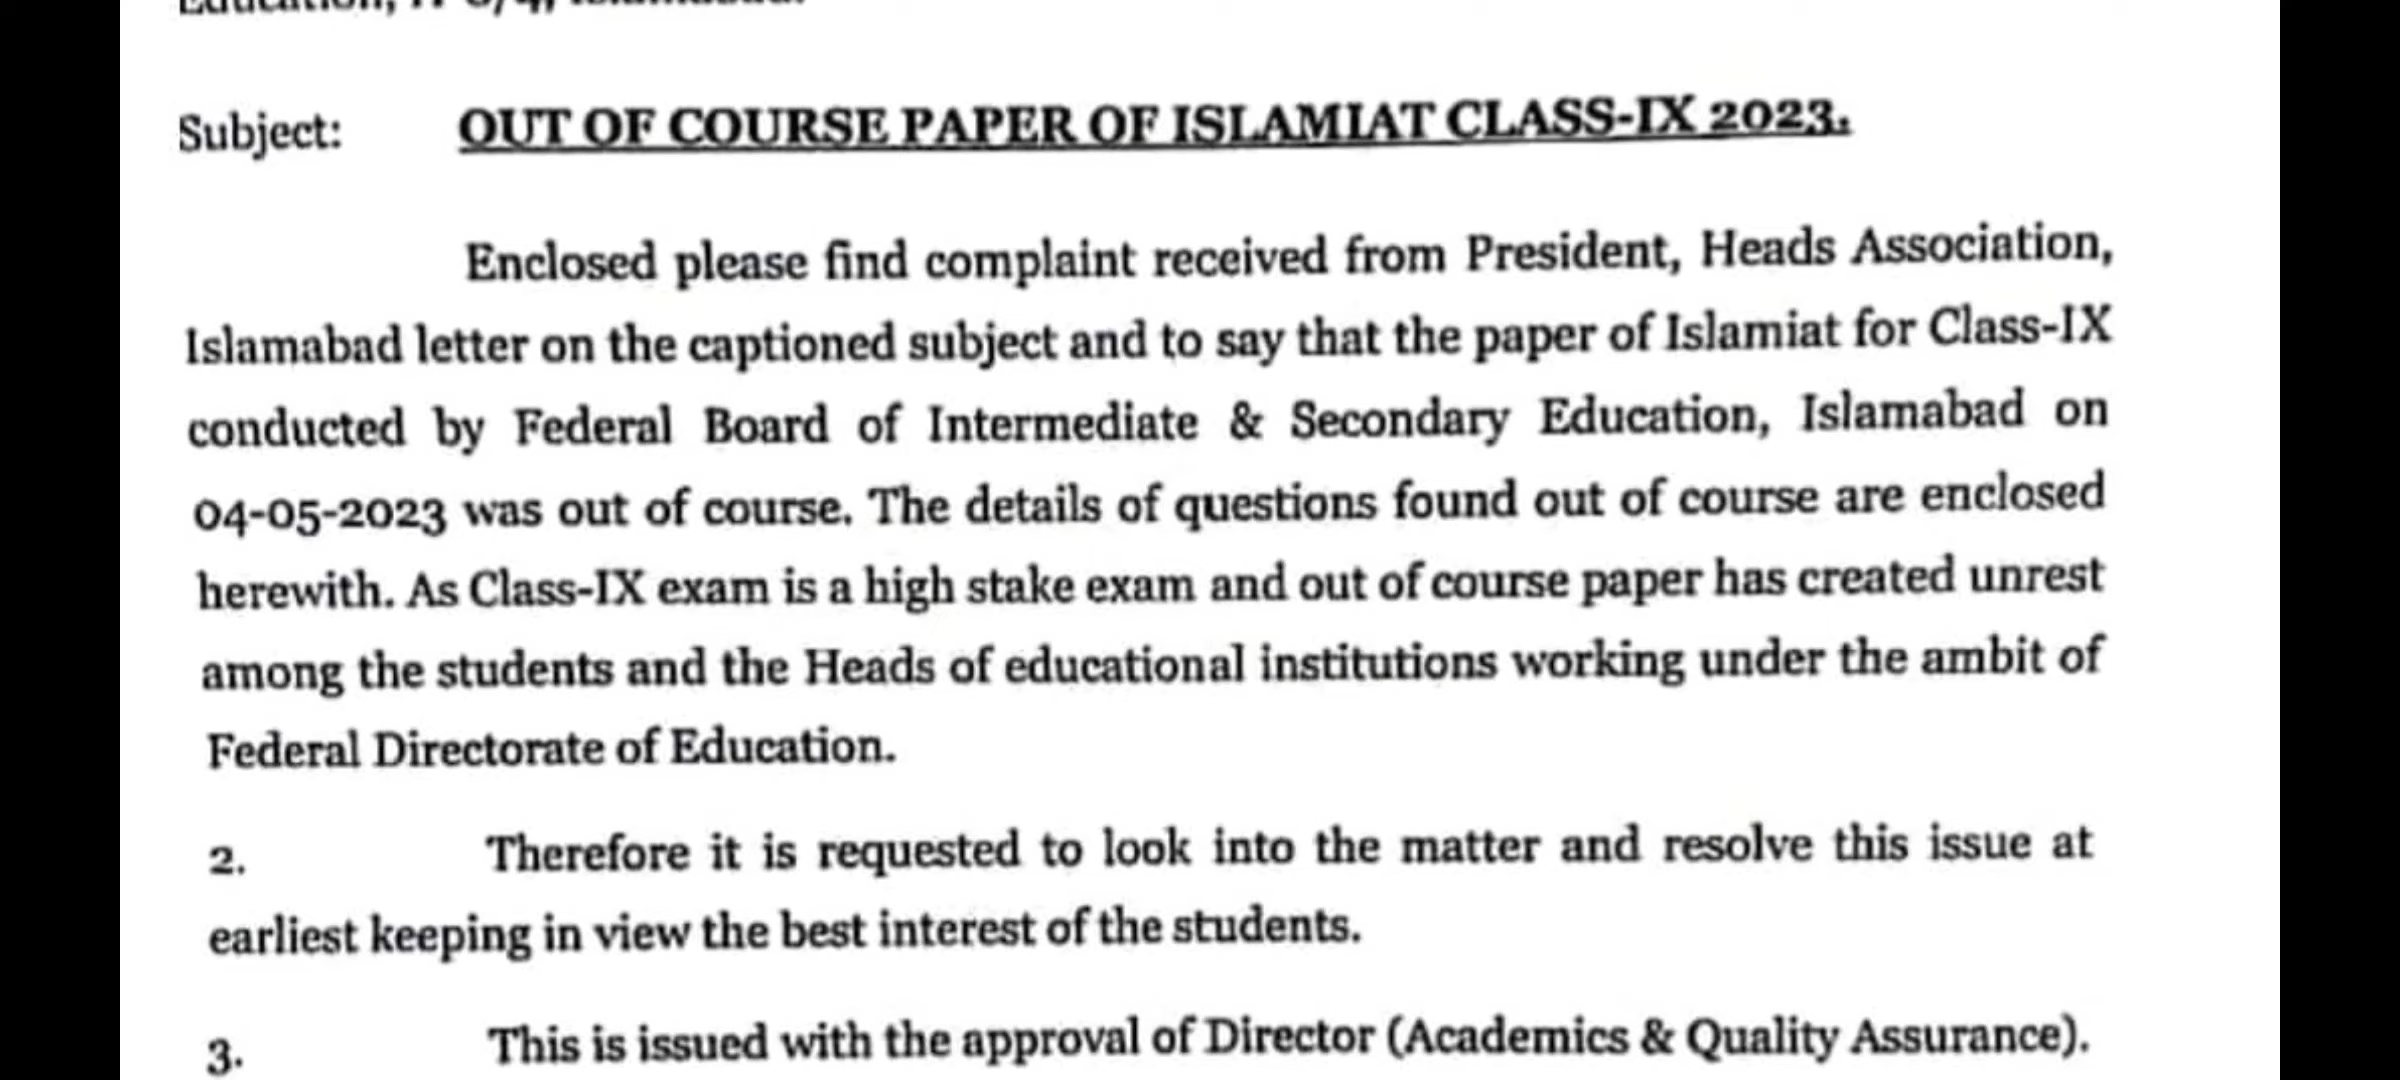 Education, H-8/4, Islamabad.
Subject: OUT OF COURSE PAPER OF ISLAMIAT CLASS-IX 2023.
Enclosed please find complaint received from President, Heads Association,
Islamabad letter on the captioned subject and to say that the paper of Islamiat for Class-IX
conducted by Federal Board of Intermediate & Secondary Education, Islamabad on
04-05-2023 was out of course. The details of questions found out of course are enclosed
herewith. As Class-IX exam is a high stake exam and out of course paper has created unrest
among the students and the Heads of educational institutions working under the ambit of
Federal Directorate of Education.
2. Therefore it is requested to look into the matter and resolve this issue at
earliest keeping in view the best interest of the students.
3. This is issued with the approval of Director (Academics & Quality Assurance).